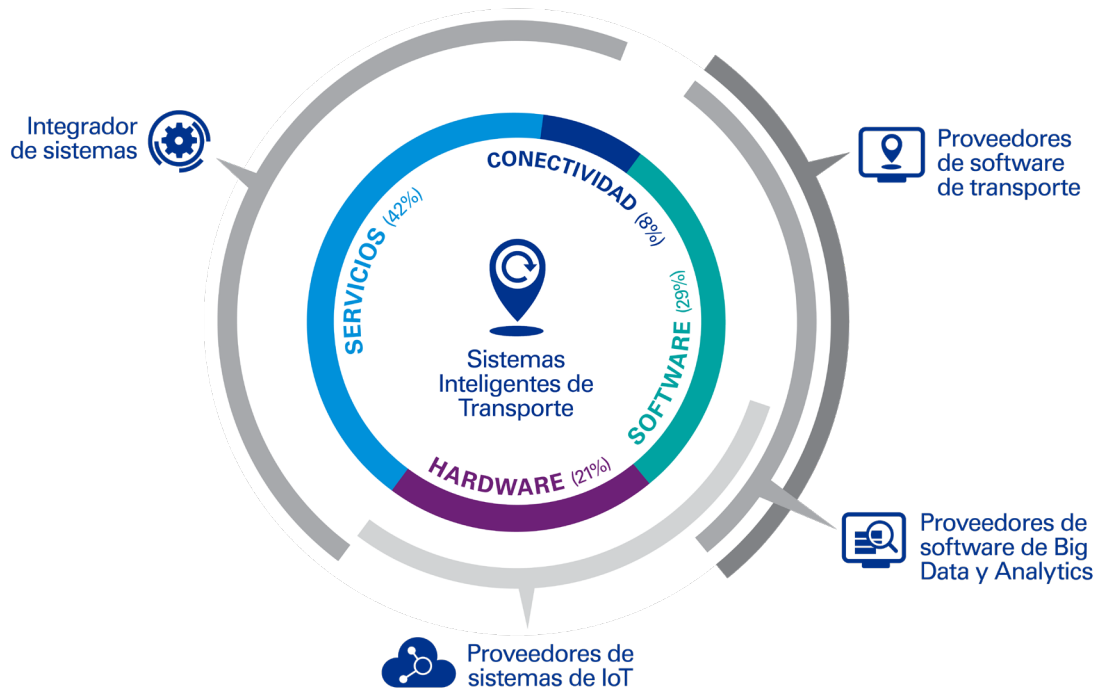 Integrador
de sistemas
CONECTIVIDAD (8%)
SERVICIOS (42%)
SOFTWARE (29%)
HARDWARE (21%)
Sistemas
Inteligentes de
Transporte
Proveedores
de software
de transporte
Proveedores de
software de Big
Data y Analytics
Proveedores de
sistemas de IoT